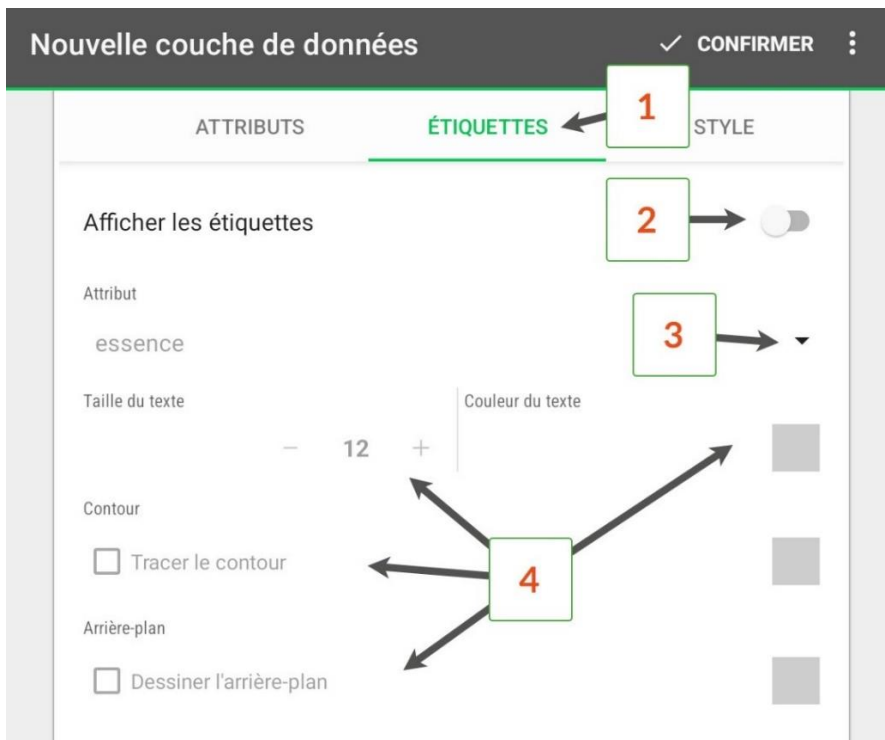 Nouvelle couche de données CONFIRMER
ATTRIBUTS ÉTIQUETTES 1 STYLE
Afficher les étiquettes 2
Attribut
essence 3
Taille du texte Couleur du texte
− 12 +
Contour
Tracer le contour 4
Arrière-plan
Dessiner l'arrière-plan